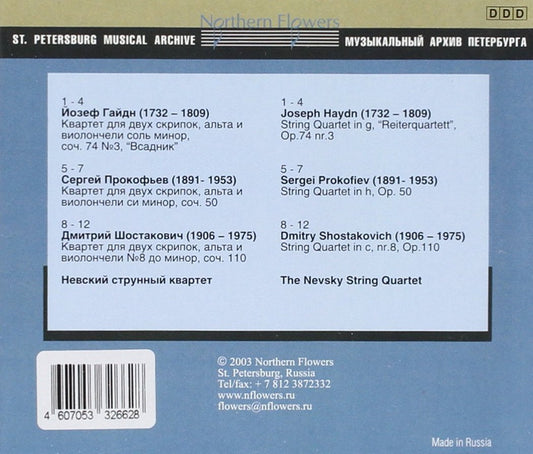 Northern Flowers
DDD
ST. PETERSBURG MUSICAL ARCHIVE
МУЗЫКАЛЬНЫЙ АРХИВ ПЕТЕРБУРГА
1 - 4
Йозеф Гайдн (1732 – 1809)
Квартет для двух скрипок, альта и
виолончели соль минор,
соч. 74 №3, "Всадник"
5 - 7
Сергей Прокофьев (1891- 1953)
Квартет для двух скрипок, альта и
виолончели си минор, соч. 50
8 - 12
Дмитрий Шостакович (1906 – 1975)
Квартет для двух скрипок, альта и
виолончели №8 до минор, соч. 110
Невский струнный квартет
1 - 4
Joseph Haydn (1732 – 1809)
String Quartet in g, "Reiterquartett",
Op.74 nr.3
5 - 7
Sergei Prokofiev (1891- 1953)
String Quartet in h, Op. 50
8 - 12
Dmitry Shostakovich (1906 – 1975)
String Quartet in c, nr.8, Op.110
The Nevsky String Quartet
4 607053 326628
© 2003 Northern Flowers
St. Petersburg, Russia
Tel/fax: + 7 812 3872332
www.nflowers.ru
flowers@nflowers.ru
Made in Russia